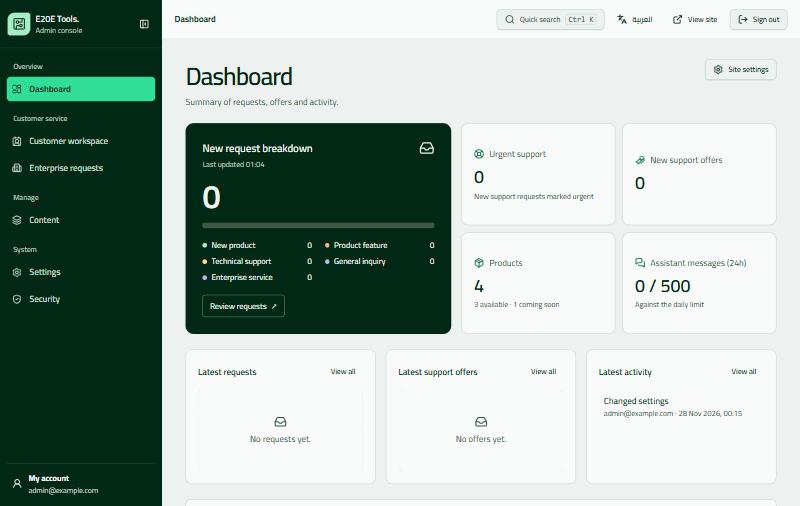 E20E Tools.
Admin console
Overview
Dashboard
Customer service
Customer workspace
Enterprise requests
Manage
Content
System
Settings
Security
My account
admin@example.com
Dashboard
Quick search Ctrl K
العربية
View site
Sign out
Dashboard
Summary of requests, offers and activity.
Site settings
New request breakdown
Last updated 01:04
0
New product 0
Product feature 0
Technical support 0
General inquiry 0
Enterprise service 0
Review requests ↗
Urgent support
0
New support requests marked urgent
New support offers
0
Products
4
3 available · 1 coming soon
Assistant messages (24h)
0 / 500
Against the daily limit
Latest requests View all
No requests yet.
Latest support offers View all
No offers yet.
Latest activity View all
Changed settings
admin@example.com · 28 Nov 2026, 00:15